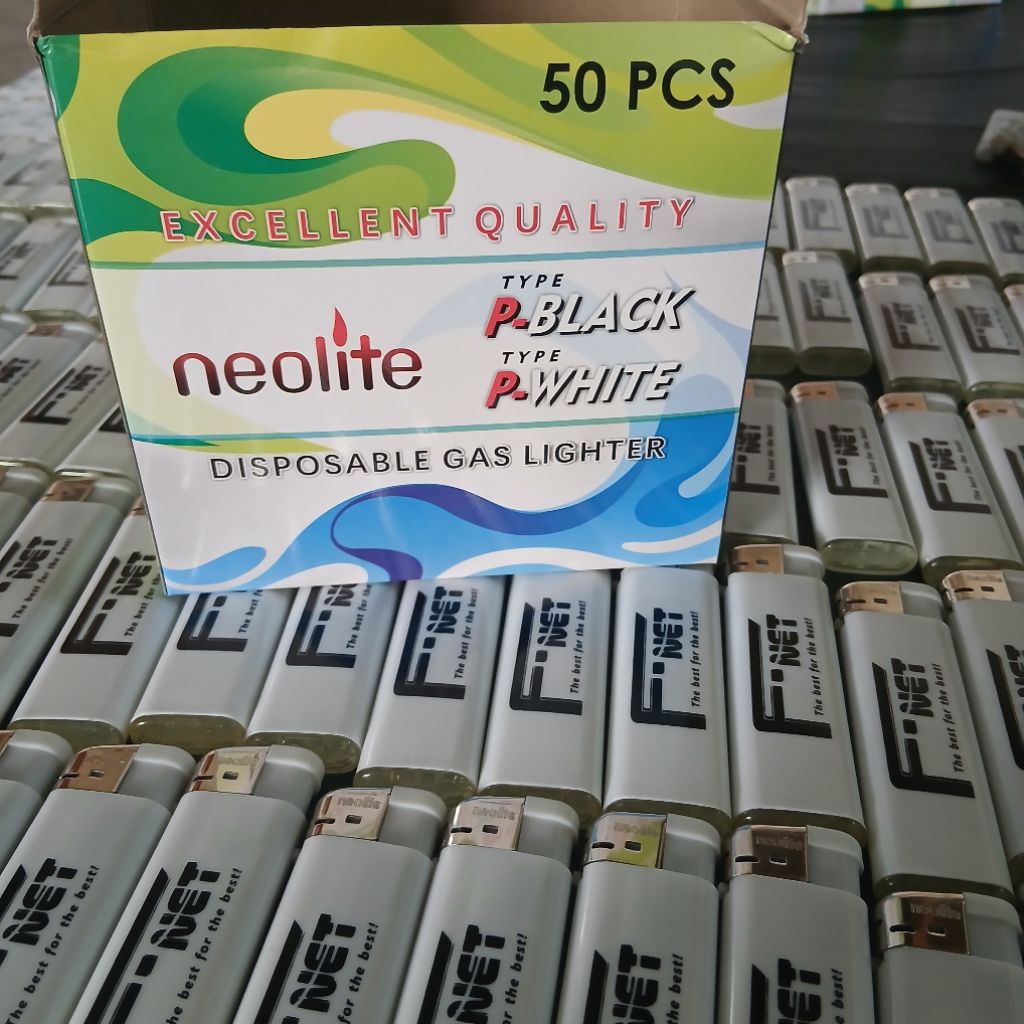 50 PCS
EXCELLENT QUALITY
neolite
TYPE
P-BLACK
TYPE
P-WHITE
DISPOSABLE GAS LIGHTER
F·NET
The best for the best!
neolite